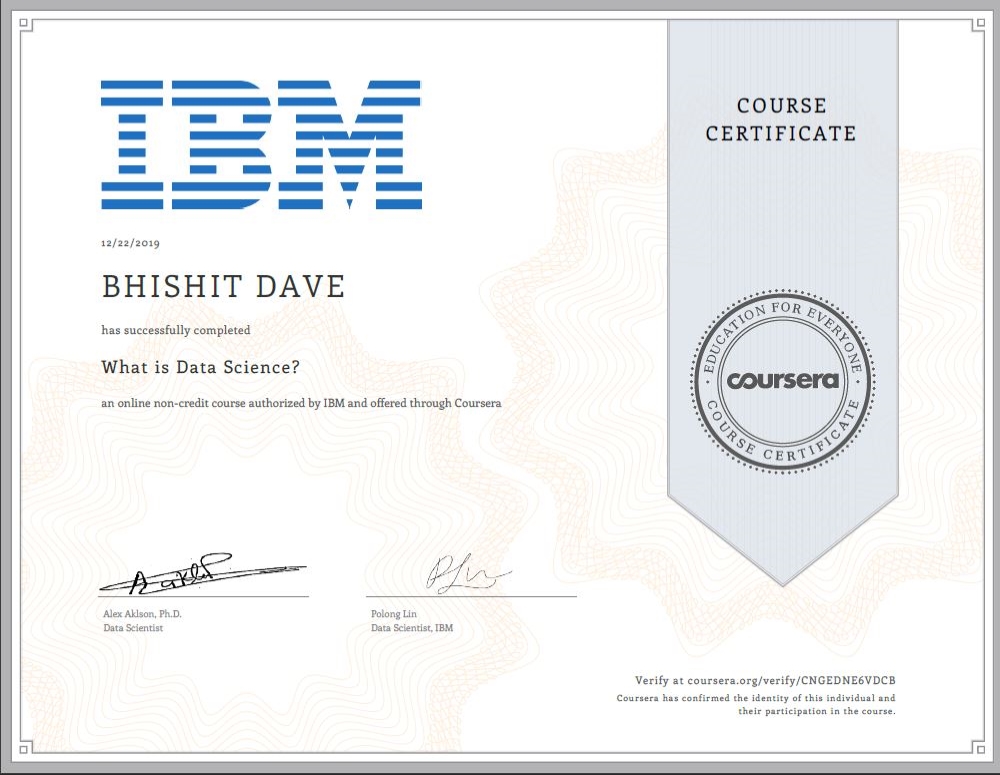 IBM
COURSE
CERTIFICATE
12/22/2019
BHISHIT DAVE
has successfully completed
What is Data Science?
an online non-credit course authorized by IBM and offered through Coursera
EDUCATION FOR EVERYONE
coursera
COURSE CERTIFICATE
Alex Aklson, Ph.D.
Data Scientist
Polong Lin
Data Scientist, IBM
Verify at coursera.org/verify/CNGEDNE6VDCB
Coursera has confirmed the identity of this individual and
their participation in the course.